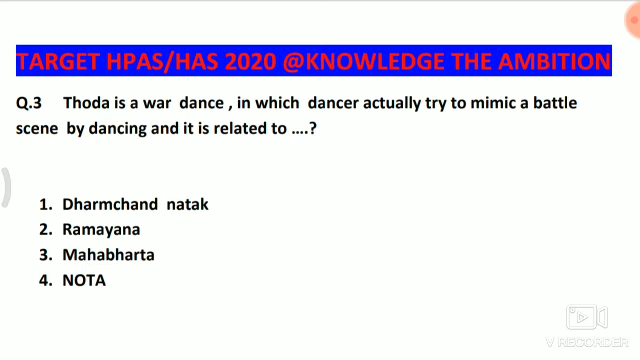 TARGET HPAS/HAS 2020 @KNOWLEDGE THE AMBITION
Q.3 Thoda is a war dance , in which dancer actually try to mimic a battle
scene by dancing and it is related to ....?
1. Dharmchand natak
2. Ramayana
3. Mahabharta
4. NOTA
V RECORDER